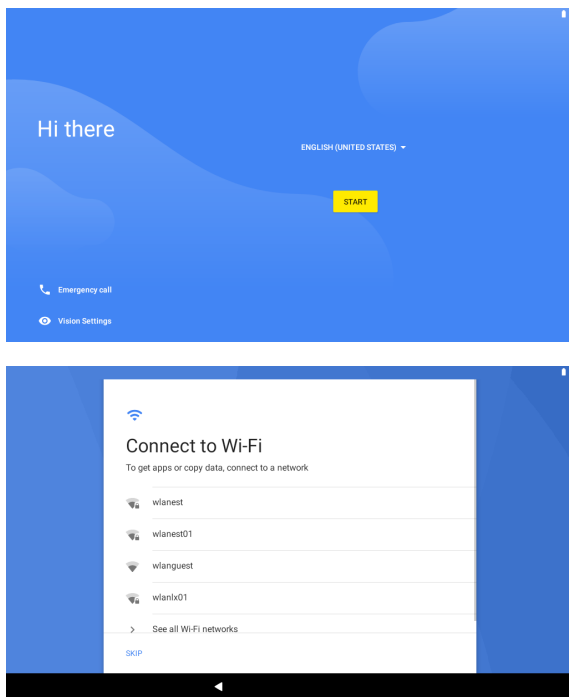 Hi there
ENGLISH (UNITED STATES)
START
Emergency call
Vision Settings
Connect to Wi-Fi
To get apps or copy data, connect to a network
wlanest
wlanest01
wlanguest
wlanlx01
See all Wi-Fi networks
SKIP